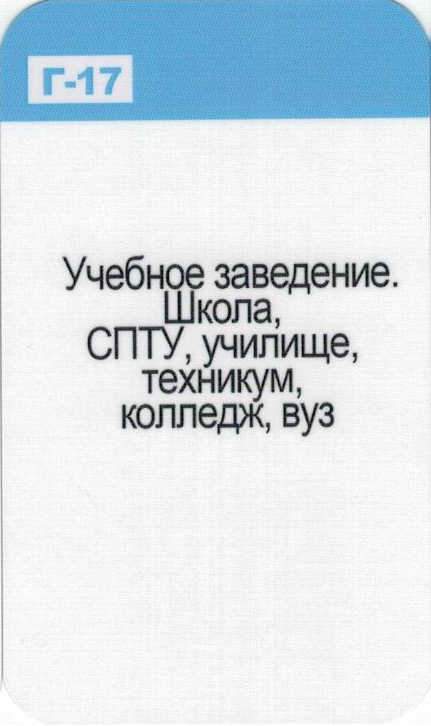 Г-17
Учебное заведение.
Школа,
СПТУ, училище,
техникум,
колледж, вуз